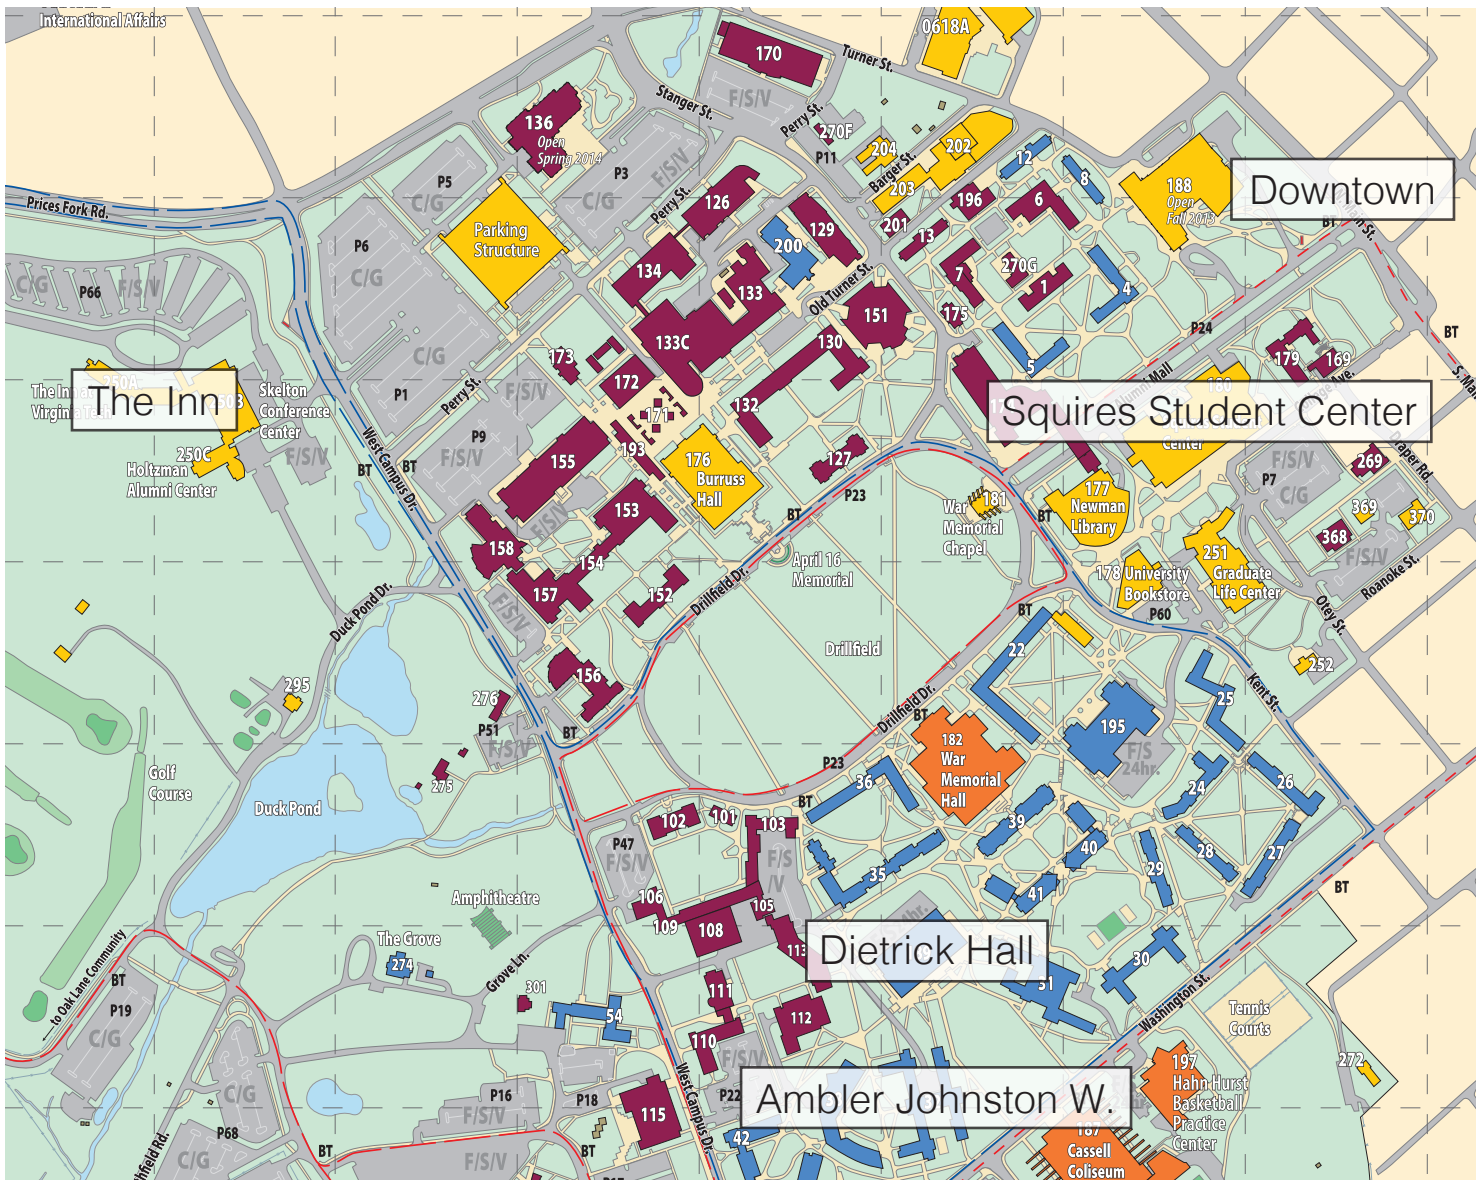 International Affairs
0618A
170
Turner St.
F/S/V
Stanger St.
Perry St.
270F
136
Open
Spring 2014
P11
204
202
Barger St.
203
12
8
188
Open
Fall 2013
Downtown
BT
P5
C/G
P3
F/S/V
C/G
Perry St.
126
129
196
6
201
13
Prices Fork Rd.
P6
C/G
Parking
Structure
200
134
133
7
270G
1
4
C/G
P66
F/S/V
Old Turner St.
151
175
P24
BT
133C
130
173
172
5
179
169
C/G
P1
Perry St.
F/S/V
The Inn
Skelton
Conference
Center
250C
Holtzman
Alumni Center
F/S/V
West Campus Dr.
BT
BT
P9
F/S/V
171
132
193
155
176
Burruss
Hall
127
P23
BT
Squires Student Center
Alumni Mall
Center
269
P7
F/S/V
C/G
369
370
368
F/S/V
Roanoke St.
177
Newman
Library
BT
181
War
Memorial
Chapel
153
F/S/V
158
154
157
152
F/S/V
Drillfield Dr.
April 16
Memorial
178
University
Bookstore
P60
251
Graduate
Life Center
Otey St.
252
Duck Pond Dr.
Drillfield
BT
22
25
Kent St.
156
295
276
P51
F/S/V
BT
Drillfield Dr.
BT
182
War
Memorial
Hall
195
F/S
24hr.
Golf
Course
Duck Pond
275
P23
36
BT
24
26
102
101
103
39
40
28
27
29
P47
F/S/V
F/S
/V
35
41
BT
106
109
108
105
Amphitheatre
The Grove
274
Grove Ln.
301
Dietrick Hall
113
30
51
to Oak Lane Community
BT
P19
C/G
54
111
112
110
F/S/V
Washington St.
Tennis
Courts
272
197
Hahn Hurst
Basketball
Practice
Center
C/G
P68
P16
F/S/V
P18
115
West Campus Dr.
P22
Ambler Johnston W.
42
187
Cassell
Coliseum
BT
C/G
F/S/V
BT